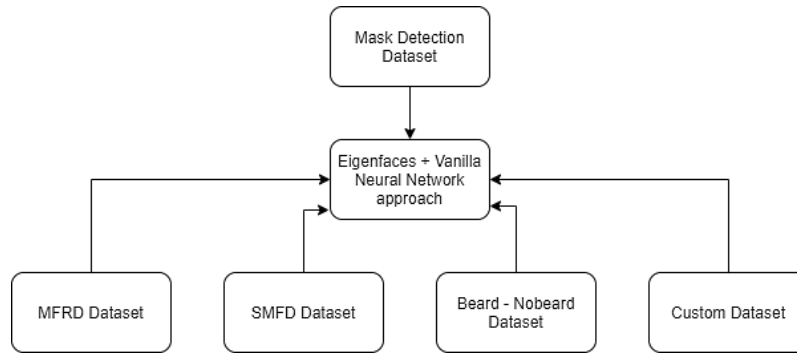 Mask Detection
Dataset
Eigenfaces + Vanilla
Neural Network
approach
MFRD Dataset
SMFD Dataset
Beard - Nobeard
Dataset
Custom Dataset